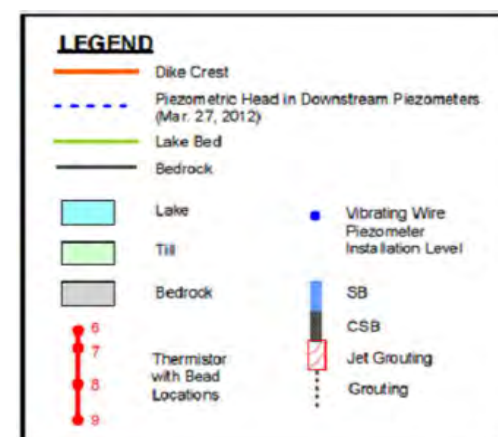 LEGEND
Dike Crest
Piezometric Head in Downstream Piezometers
(Mar. 27, 2012)
Lake Bed
Bedrock
Lake
Till
Bedrock
6
7
8
9
Thermistor
with Bead
Locations
Vibrating Wire
Piezometer
Installation Level
SB
CSB
Jet Grouting
Grouting